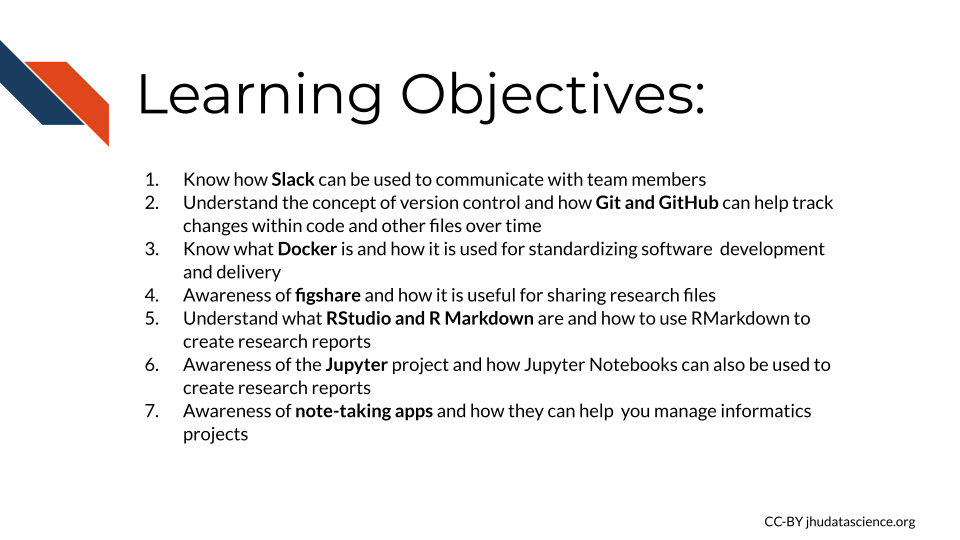 Learning Objectives:
1. Know how Slack can be used to communicate with team members
2. Understand the concept of version control and how Git and GitHub can help track
changes within code and other files over time
3. Know what Docker is and how it is used for standardizing software  development
and delivery
4. Awareness of figshare and how it is useful for sharing research files
5. Understand what RStudio and R Markdown are and how to use RMarkdown to
create research reports
6. Awareness of the Jupyter project and how Jupyter Notebooks can also be used to
create research reports
7. Awareness of note-taking apps and how they can help  you manage informatics
projects
CC-BY jhudatascience.org